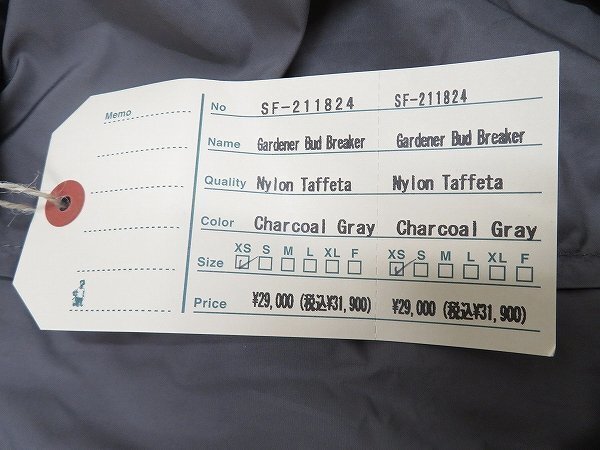 Memo
No SF-211824 SF-211824
Name Gardener Bud Breaker Gardener Bud Breaker
Quality Nylon Taffeta Nylon Taffeta
Color Charcoal Gray Charcoal Gray
XS S M L XL F XS S M L XL F
Size
Price ¥29,000 (税込¥31,900) ¥29,000 (税込¥31,900)